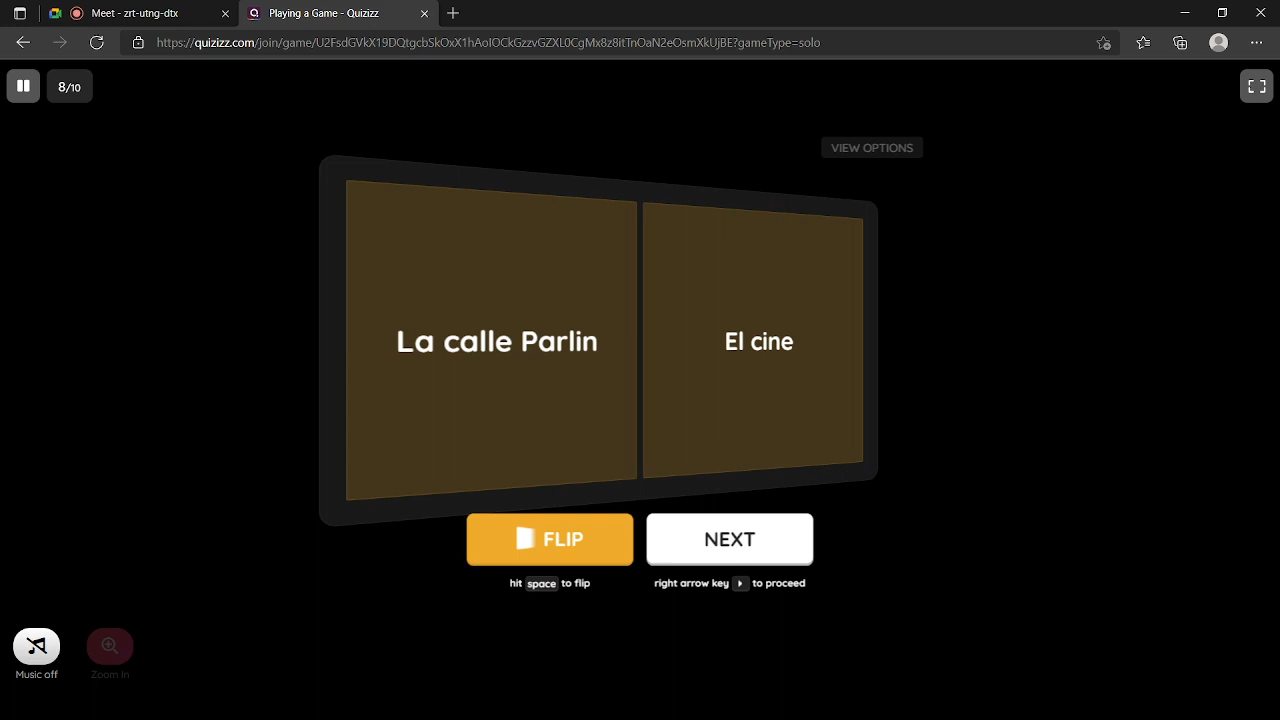 Meet - zrt-utng-dtx
Playing a Game - Quizizz
https://quizizz.com/join/game/U2FsdGVkX19DQtgcbSkOxX1hAoIOCkGzzvGZXL0CgMx8z8itTnOaN2eOsmXkUjBE?gameType=solo
8/10
VIEW OPTIONS
La calle Parlin
El cine
FLIP
NEXT
hit space to flip
right arrow key to proceed
Music off
Zoom In